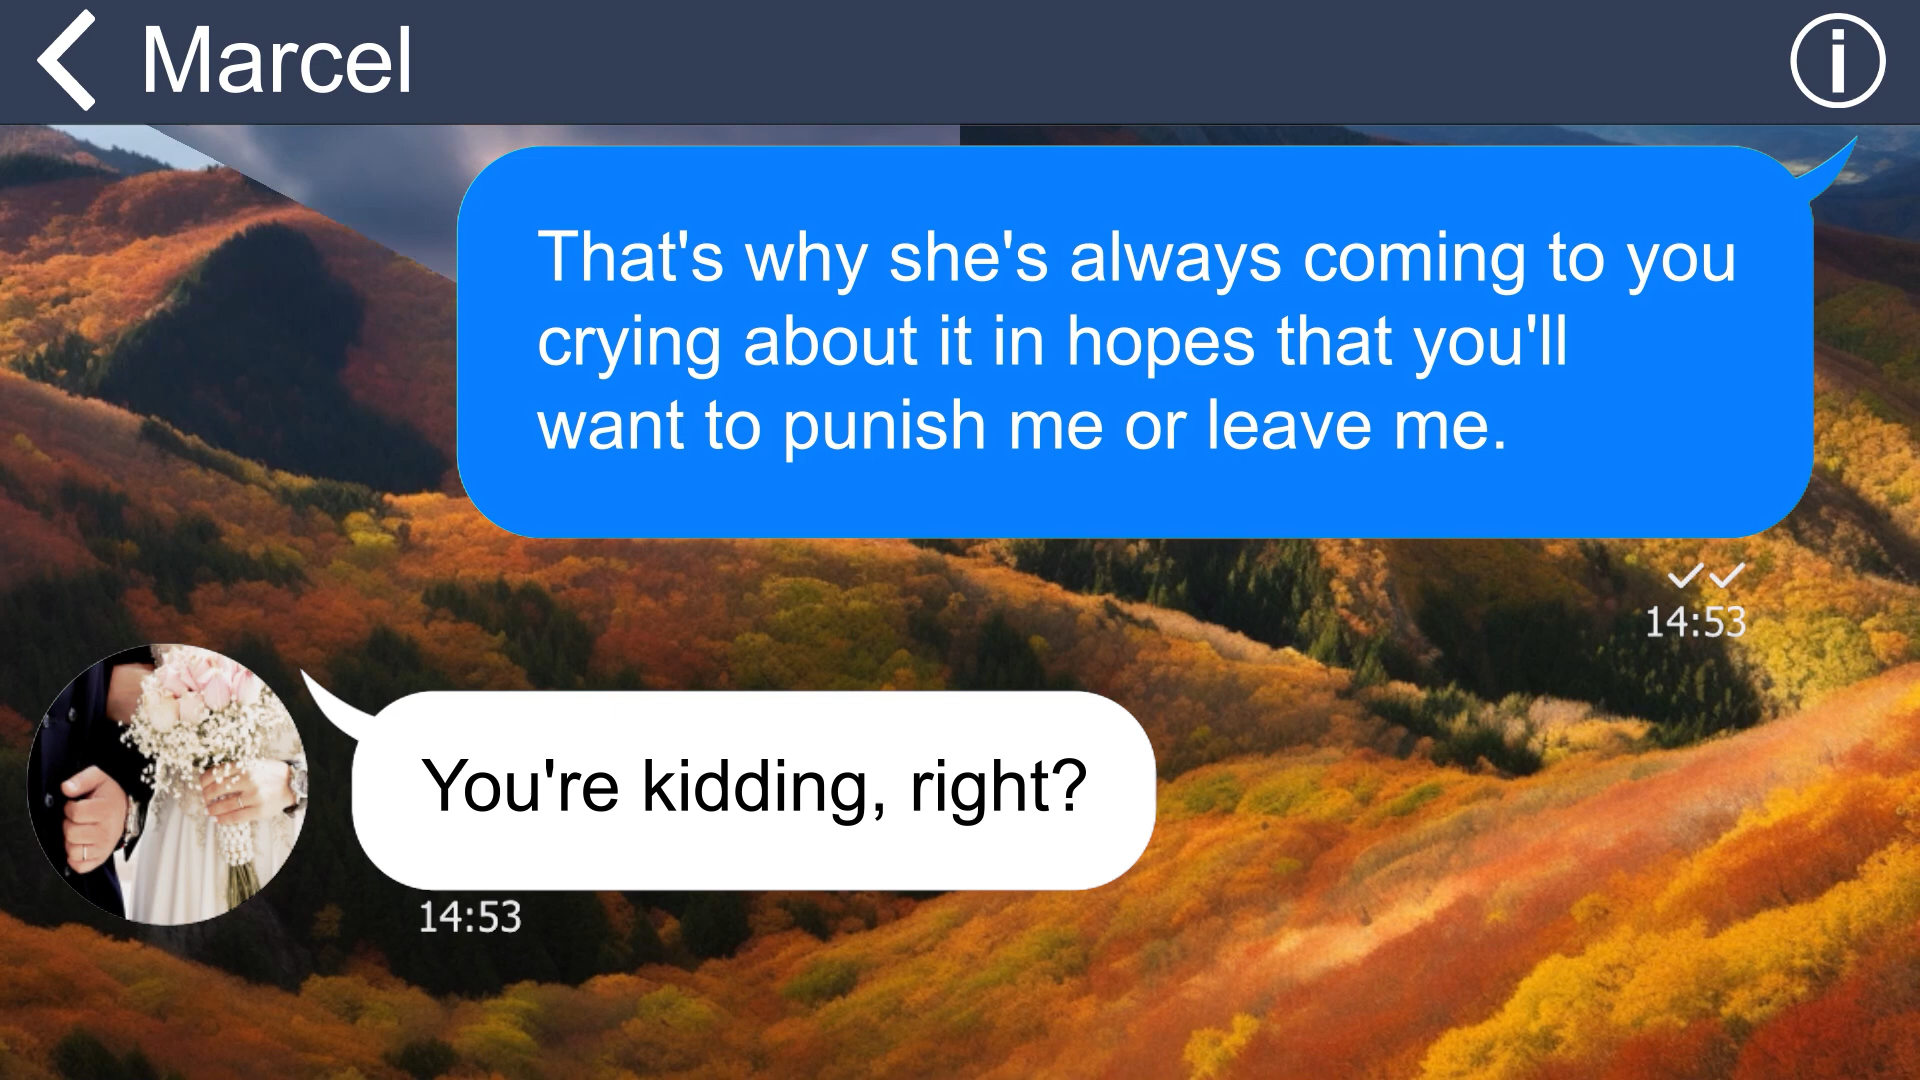 Marcel
That's why she's always coming to you
crying about it in hopes that you'll
want to punish me or leave me.
14:53
You're kidding, right?
14:53